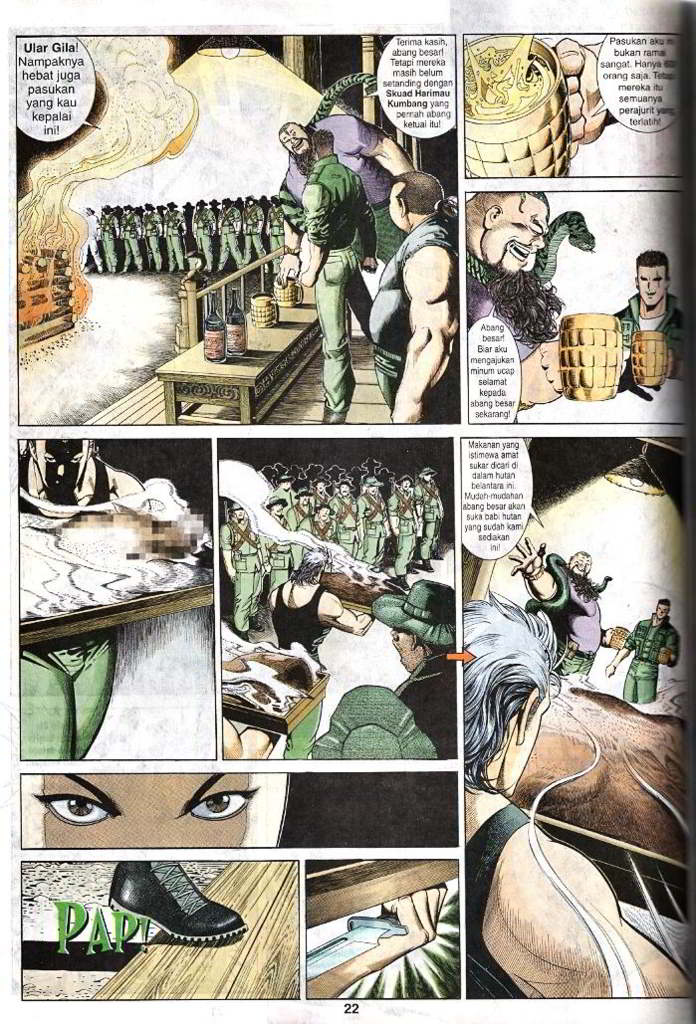 Ular Gila!
Nampaknya
hebat juga
pasukan
yang kau
kepalai
ini!
Terima kasih,
abang besar!
Tetapi mereka
masih belum
setanding dengan
Skuad Harimau
Kumbang yang
pernah abang
ketuai itu!
Pasukan aku
bukan ramai
sangat. Hanya
orang saja. Tetapi
mereka itu
semuanya
perajurit yang
terlatih!
Abang
besar!
Biar aku
mengajukan
minum ucap
selamat
kepada
abang besar
sekarang!
Makanan yang
istimewa amat
sukar dicari di
dalam hutan
belantara ini.
Mudah-mudahan
abang besar akan
suka babi hutan
yang sudah kami
sediakan
ini!
PAP!
22